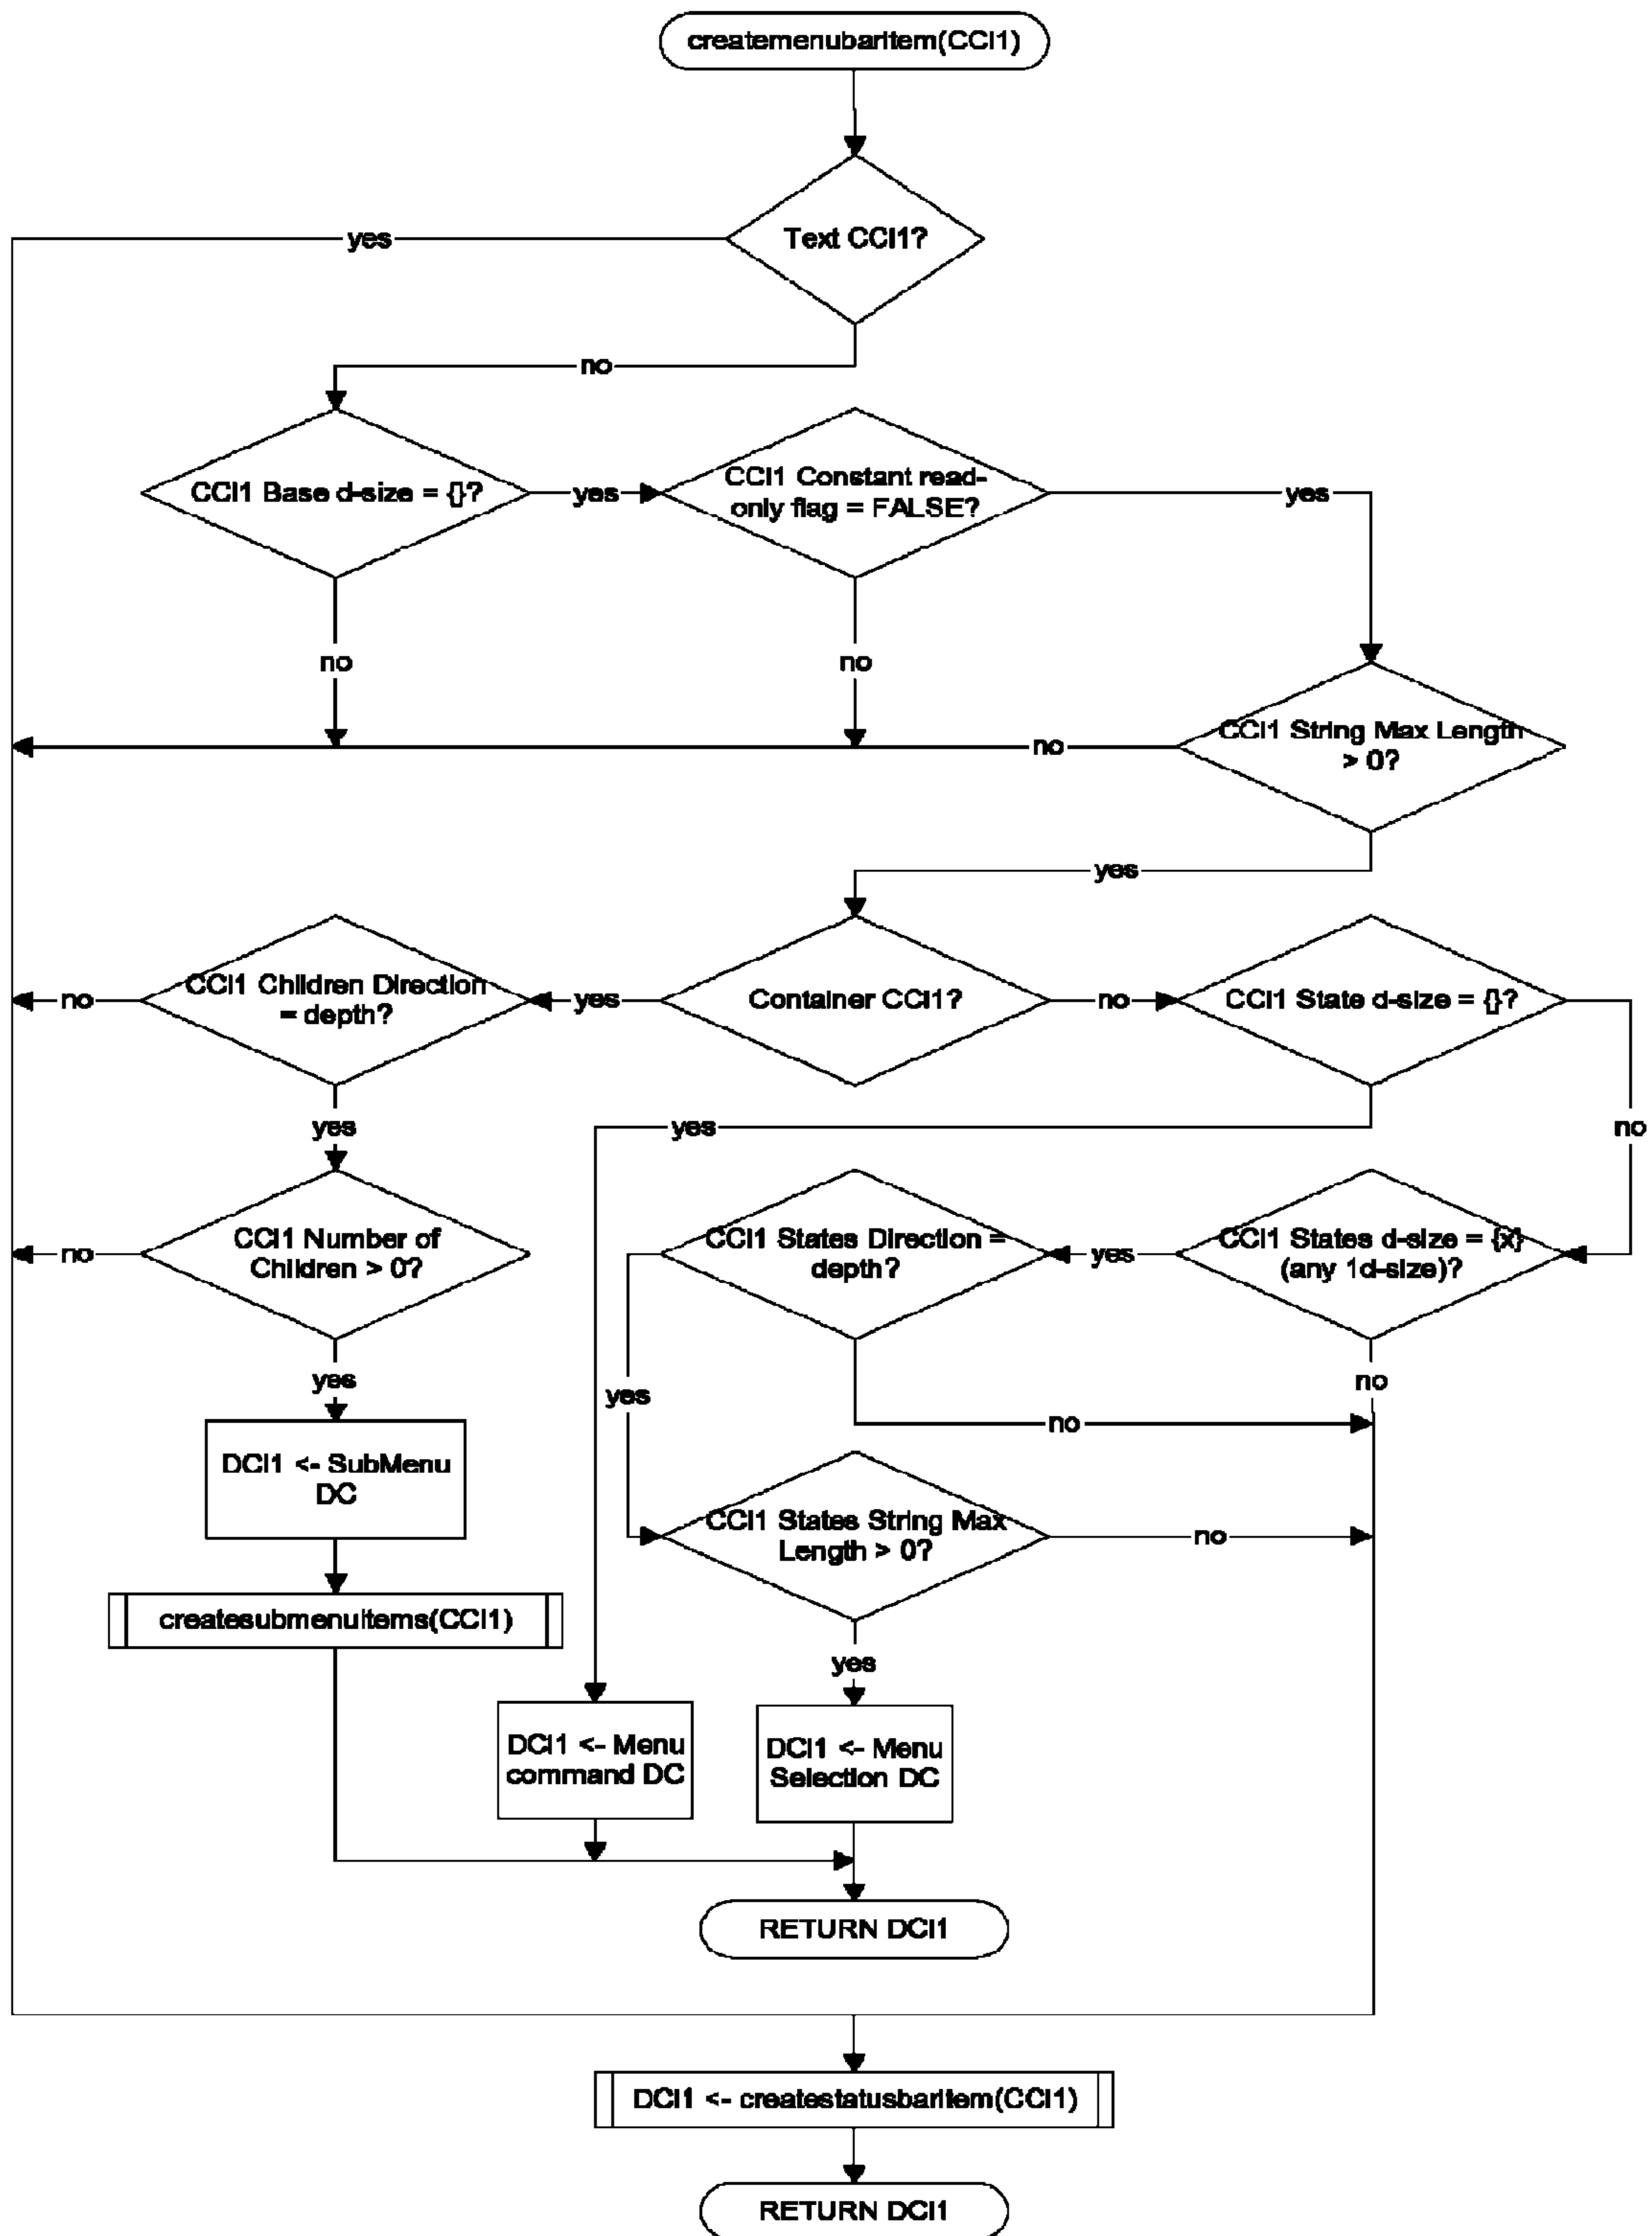 createmenubaritem(CCI1)
Text CCI1?
yes
no
CCI1 Base d-size = {}?
yes
CCI1 Constant read-
only flag = FALSE?
yes
no
no
CCI1 String Max Length
> 0?
no
yes
CCI1 Children Direction
= depth?
no
yes
Container CCI1?
no
CCI1 State d-size = {}?
yes
yes
no
CCI1 Number of
Children > 0?
no
CCI1 States Direction =
depth?
yes
CCI1 States d-size = {x}
(any 1d-size)?
yes
yes
no
no
DCI1 <- SubMenu
DC
CCI1 States String Max
Length > 0?
no
createsubmenuitems(CCI1)
yes
DCI1 <- Menu
command DC
DCI1 <- Menu
Selection DC
RETURN DCI1
DCI1 <- createstatusbaritem(CCI1)
RETURN DCI1